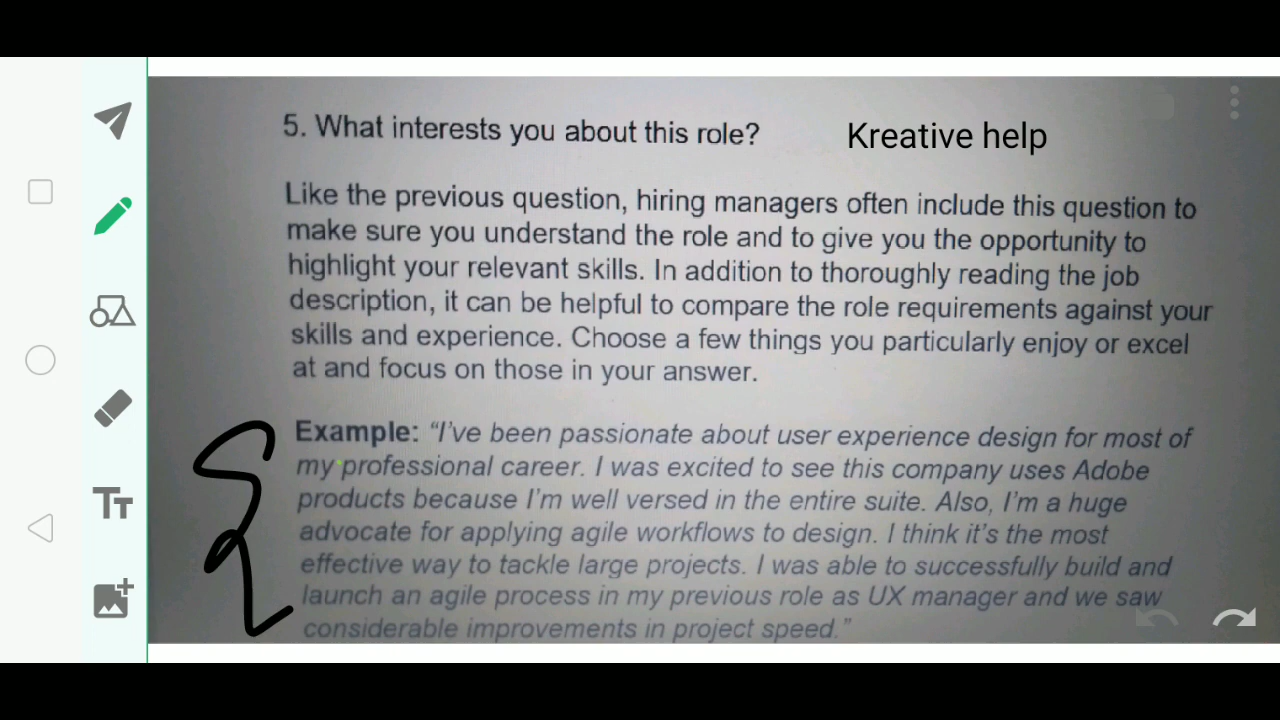 5. What interests you about this role?
Kreative help
Like the previous question, hiring managers often include this question to
make sure you understand the role and to give you the opportunity to
highlight your relevant skills. In addition to thoroughly reading the job
description, it can be helpful to compare the role requirements against your
skills and experience. Choose a few things you particularly enjoy or excel
at and focus on those in your answer.
Example: “I’ve been passionate about user experience design for most of
my professional career. I was excited to see this company uses Adobe
products because I’m well versed in the entire suite. Also, I’m a huge
advocate for applying agile workflows to design. I think it’s the most
effective way to tackle large projects. I was able to successfully build and
launch an agile process in my previous role as UX manager and we saw
considerable improvements in project speed.”